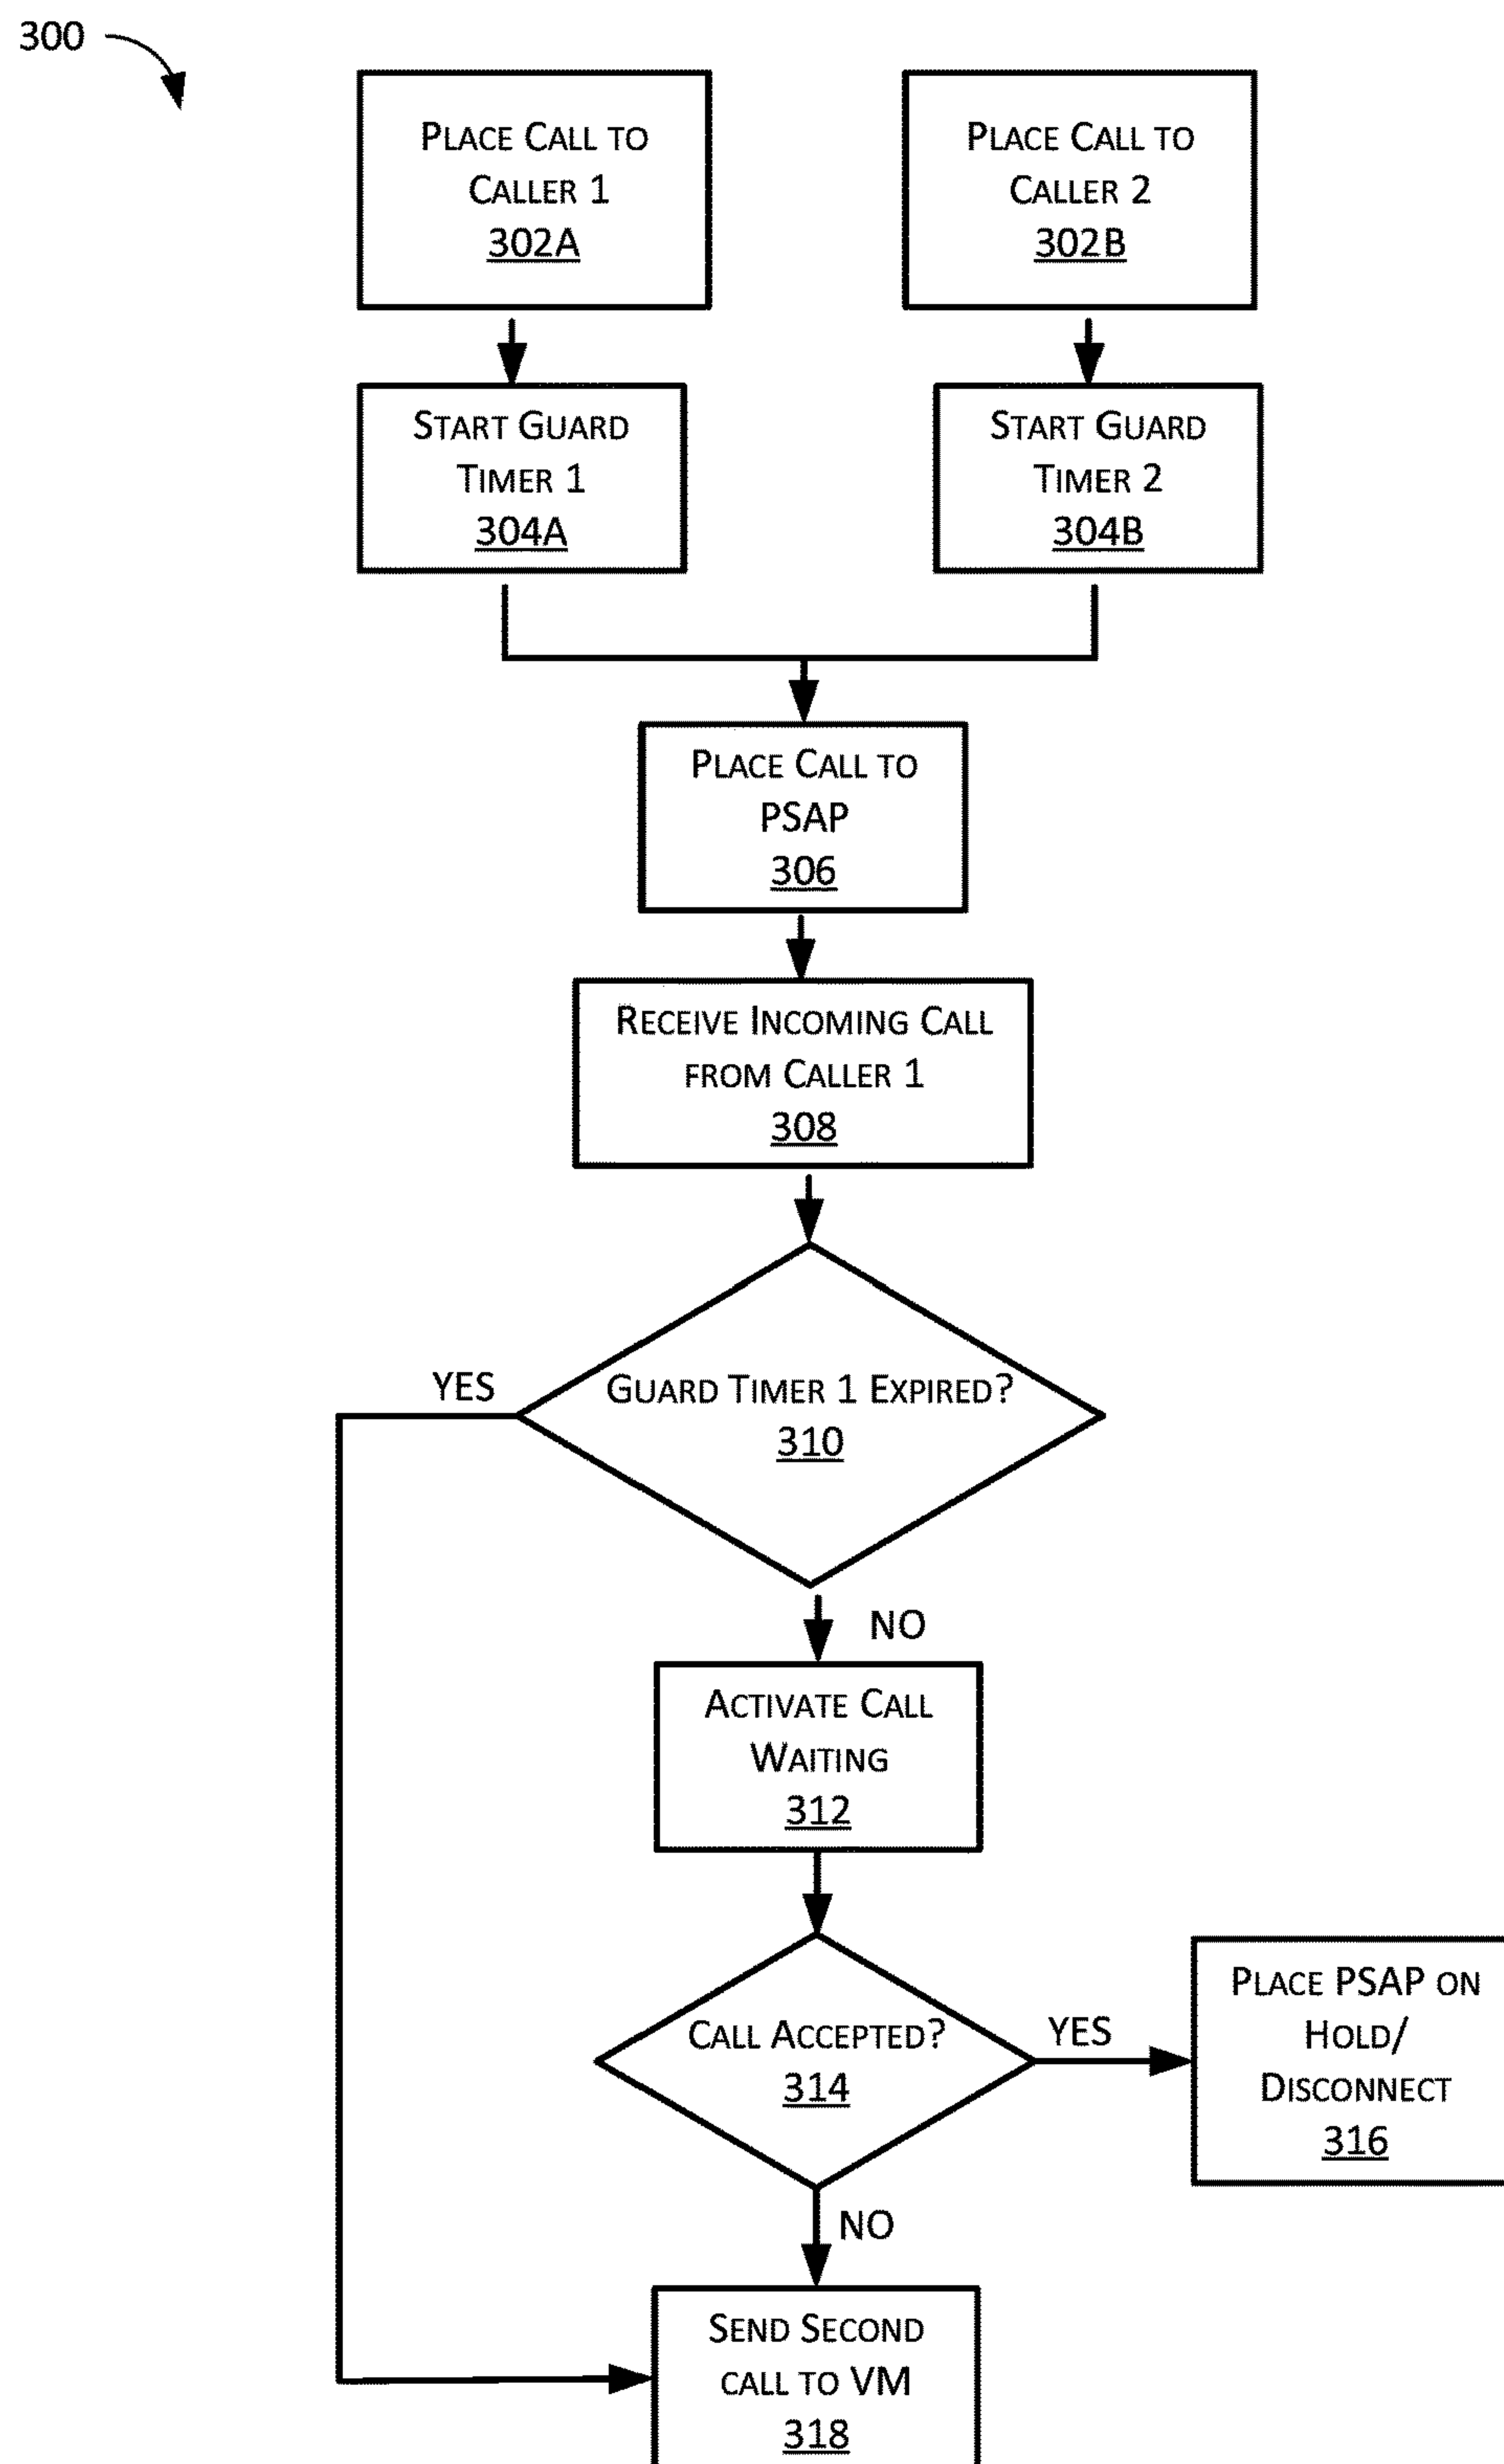 300
PLACE CALL TO
CALLER 1
302A
PLACE CALL TO
CALLER 2
302B
START GUARD
TIMER 1
304A
START GUARD
TIMER 2
304B
PLACE CALL TO
PSAP
306
RECEIVE INCOMING CALL
FROM CALLER 1
308
YES
GUARD TIMER 1 EXPIRED?
310
NO
ACTIVATE CALL
WAITING
312
CALL ACCEPTED?
314
YES
PLACE PSAP ON
HOLD/
DISCONNECT
316
NO
SEND SECOND
CALL TO VM
318